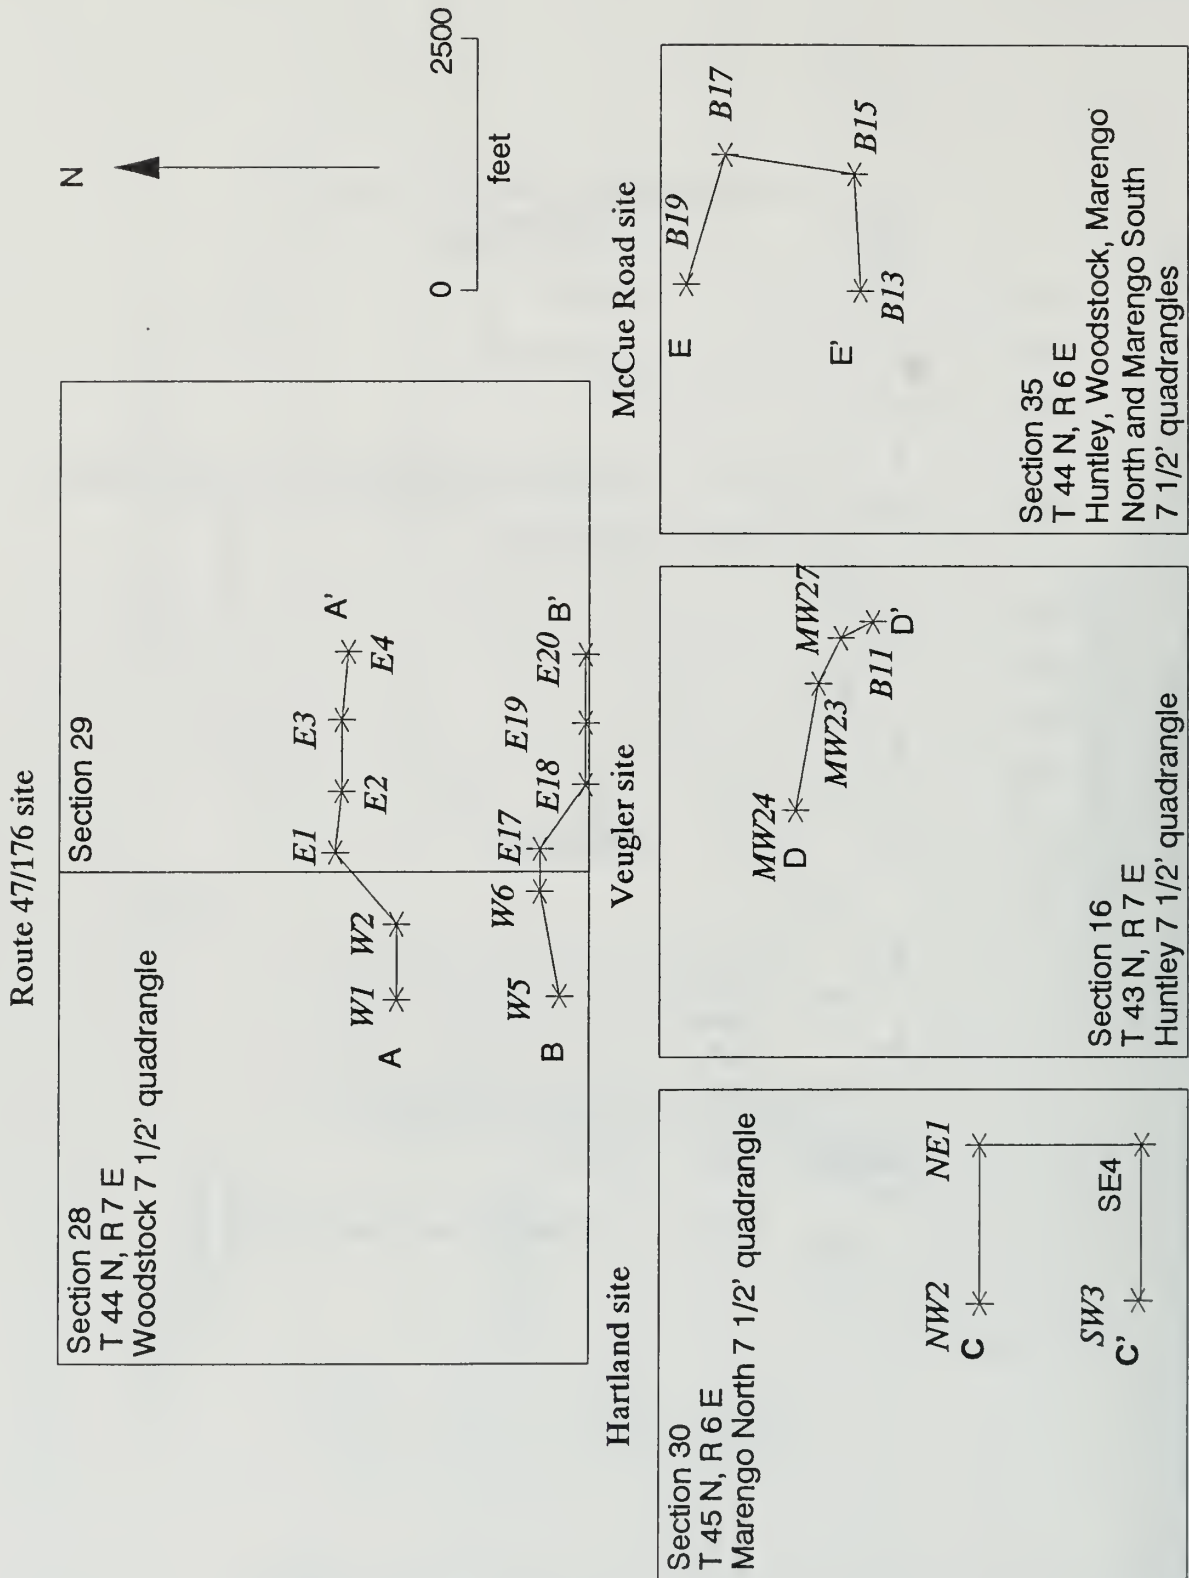 Route 47/176 site
Section 28
T 44 N, R 7 E
Woodstock 7 1/2' quadrangle
Section 29
A
W1
W2
E1
E2
E3
E4
A'
B
W5
W6
E17
E18
E19
E20
B'
N
0
2500
feet
Hartland site
Section 30
T 45 N, R 6 E
Marengo North 7 1/2' quadrangle
NW2
C
NE1
SW3
C'
SE4
Veugler site
MW24
D
MW23
MW27
B11
D'
Section 16
T 43 N, R 7 E
Huntley 7 1/2' quadrangle
McCue Road site
E
B19
B17
E'
B13
B15
Section 35
T 44 N, R 6 E
Huntley, Woodstock, Marengo
North and Marengo South
7 1/2' quadrangles